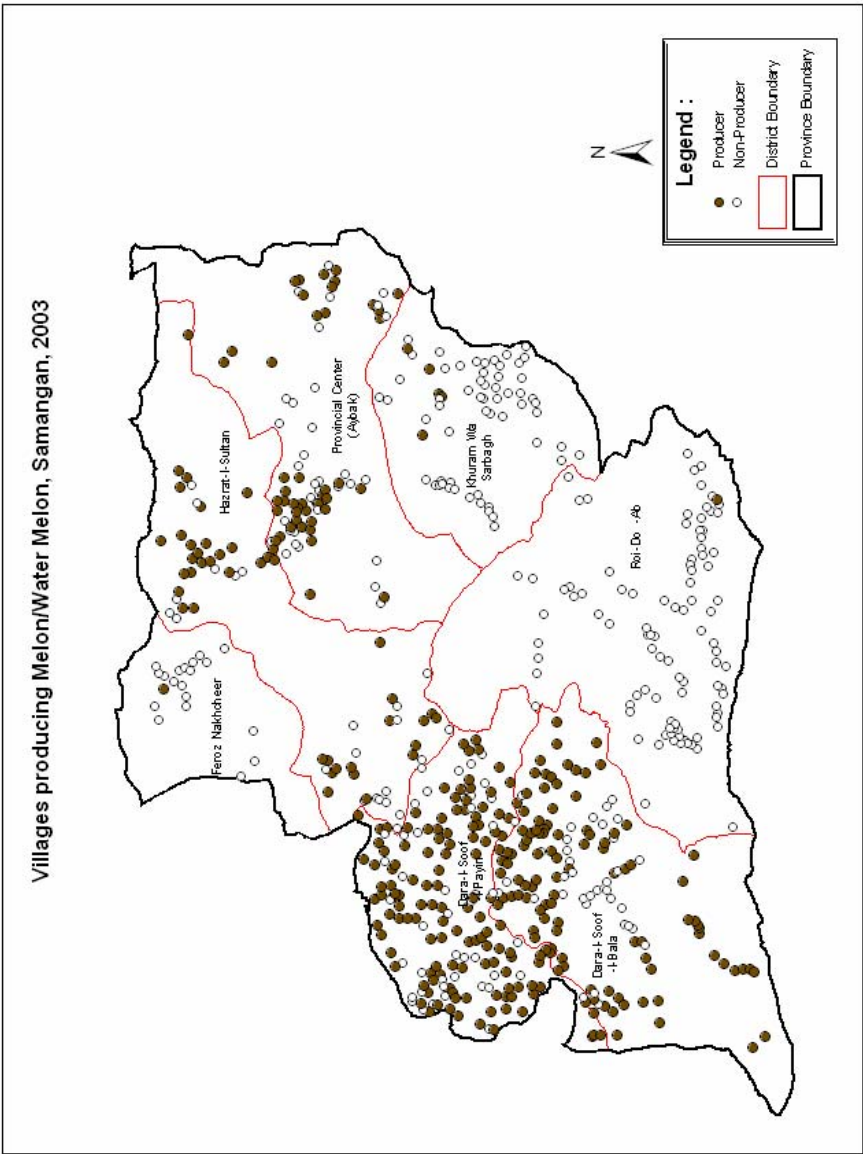 Villages producing Melon/Water Melon, Samangan, 2003
Feroz Nakhcheer
Hazrat-I-Sultan
Provincial Center
(Aybak)
Khuram Wa
Sarbagh
Dara-I-Soof
-I-Payin
Dara-I-Soof
-I-Bala
Roi-Do -Ab
N
Legend :
Producer
Non-Producer
District Boundary
Province Boundary